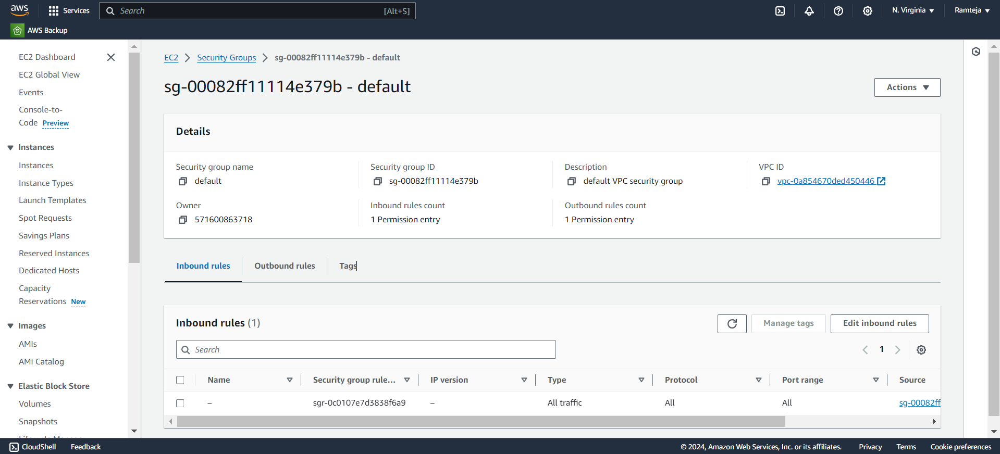 aws
Services
Search
[Alt+S]
N. Virginia
Ramteja
AWS Backup
EC2 Dashboard
EC2 Global View
Events
Console-to-
Code Preview
Instances
Instances
Instance Types
Launch Templates
Spot Requests
Savings Plans
Reserved Instances
Dedicated Hosts
Capacity
Reservations New
Images
AMIs
AMI Catalog
Elastic Block Store
Volumes
Snapshots
EC2 > Security Groups > sg-00082ff11114e379b - default
sg-00082ff11114e379b - default
Actions
Details
Security group name
default
Security group ID
sg-00082ff11114e379b
Description
default VPC security group
VPC ID
vpc-0a854670ded450446
Owner
571600863718
Inbound rules count
1 Permission entry
Outbound rules count
1 Permission entry
Inbound rules
Outbound rules
Tags
Inbound rules (1)
Manage tags
Edit inbound rules
Search
1
Name
Security group rule...
IP version
Type
Protocol
Port range
Source
–
sgr-0c0107e7d3838f6a9
–
All traffic
All
All
sg-00082ff
CloudShell
Feedback
© 2024, Amazon Web Services, Inc. or its affiliates.
Privacy
Terms
Cookie preferences